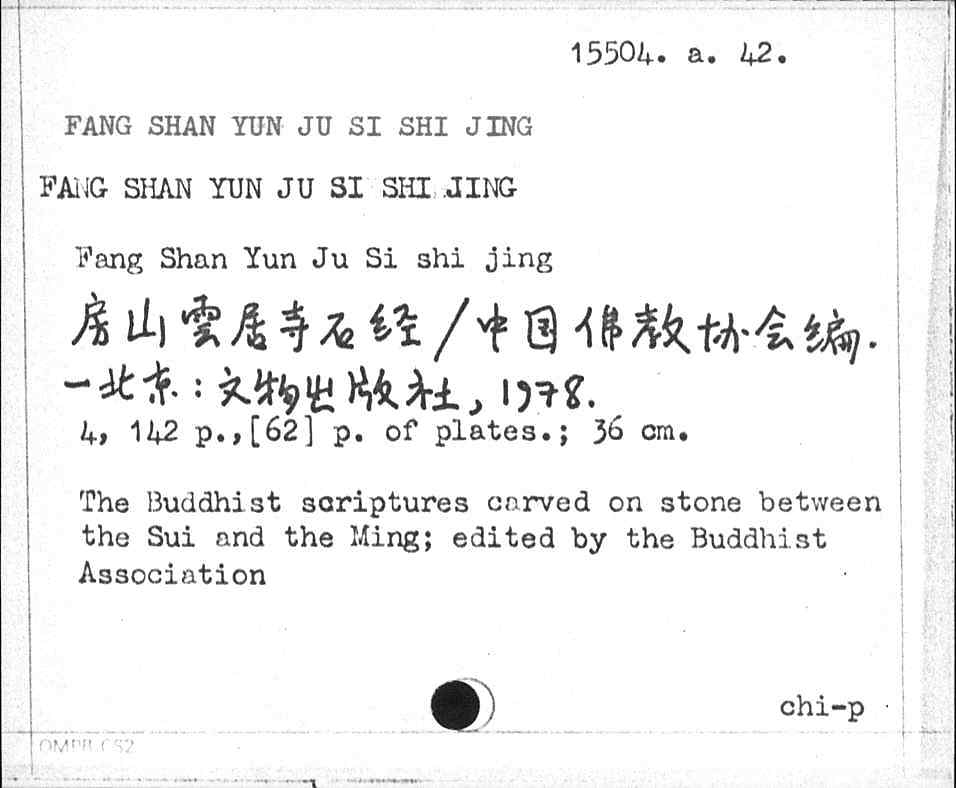 15504. a. 42.
FANG SHAN YUN JU SI SHI JING
FANG SHAN YUN JU SI SHI JING
Fang Shan Yun Ju Si shi jing
房山雲居寺石经/中国佛教协会编.
—北京:文物出版社, 1978.
4, 142 p.,[62] p. of plates.; 36 cm.
The Buddhist scriptures carved on stone between
the Sui and the Ming; edited by the Buddhist
Association
chi-p